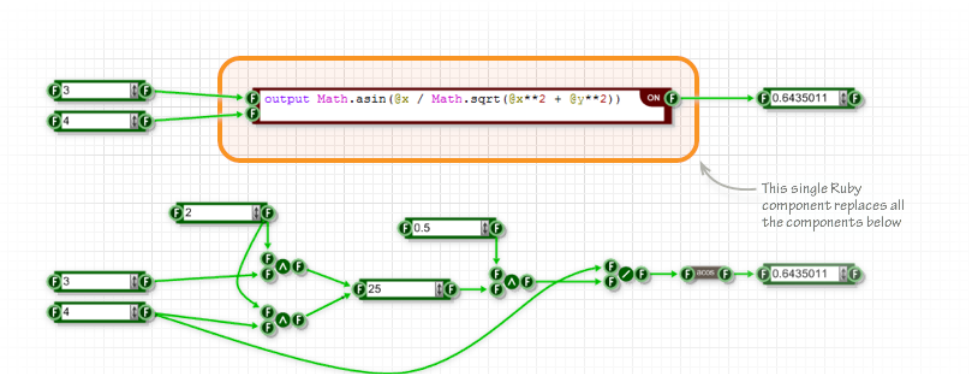 F 3 F
F 4 F
F output Math.asin(@x / Math.sqrt(@x**2 + @y**2)) ON F
F
F 0.6435011 F
This single Ruby
component replaces all
the components below
F 2 F
F 0.5 F
F 3 F
F 4 F
F F ^ F
F F ^ F
F 25 F
F F ^ F
F F / F
F acos F
F 0.6435011 F